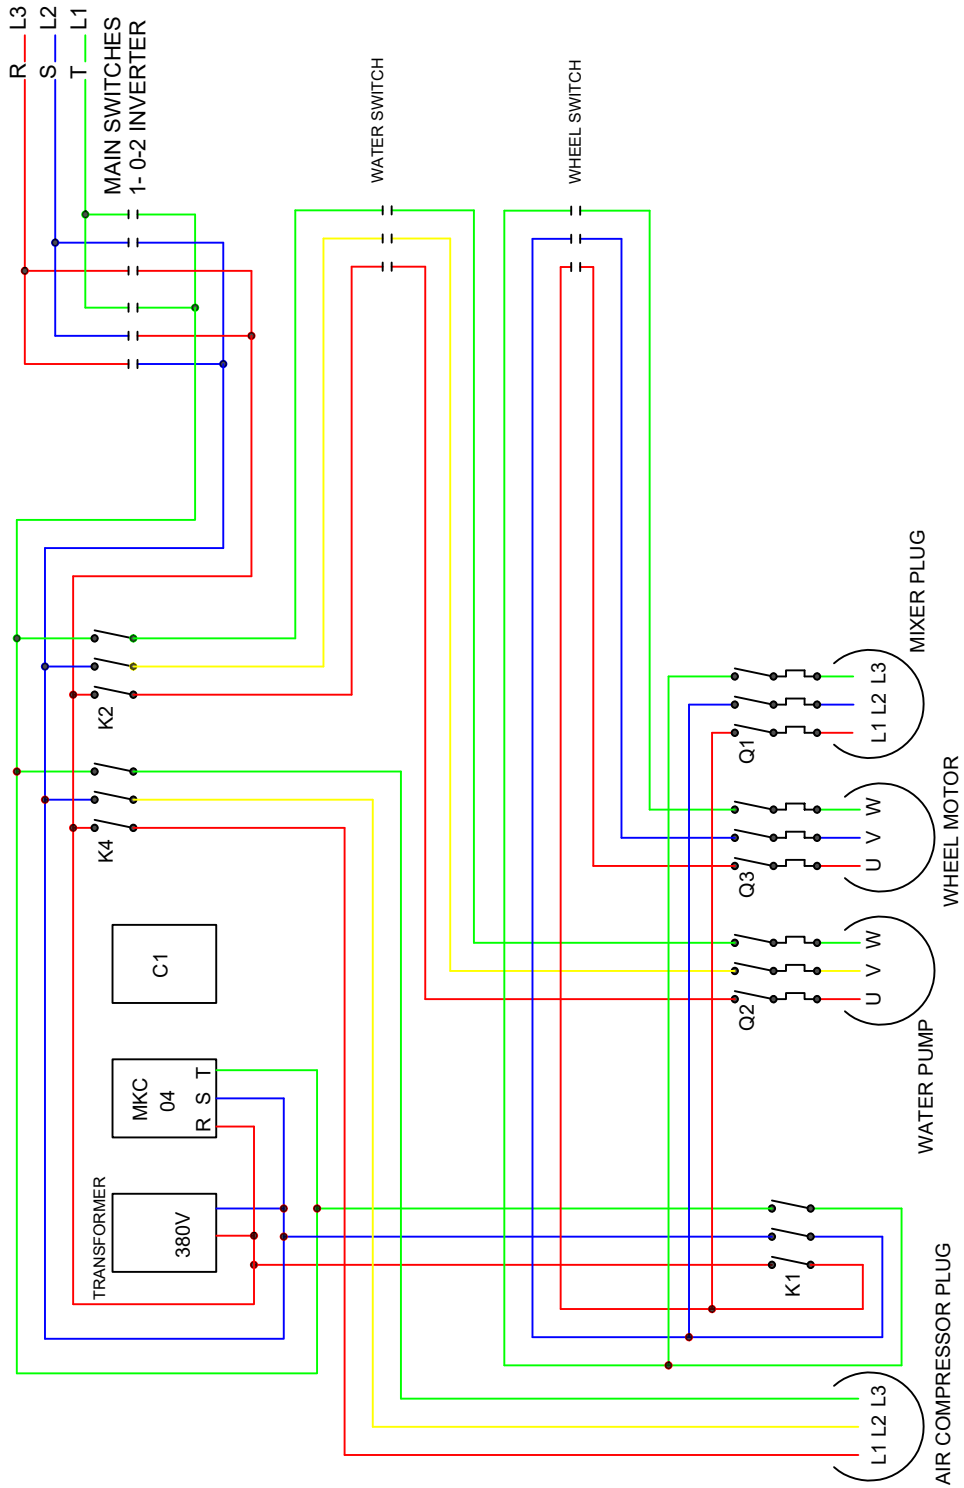 R L3
S L2
T L1
MAIN SWITCHES
1- 0-2 INVERTER
WATER SWITCH
WHEEL SWITCH
K2
K4
C1
MKC
04
R S T
TRANSFORMER
380V
Q1
L1 L2 L3
MIXER PLUG
Q3
U V W
WHEEL MOTOR
Q2
U V W
WATER PUMP
K1
L1 L2 L3
AIR COMPRESSOR PLUG